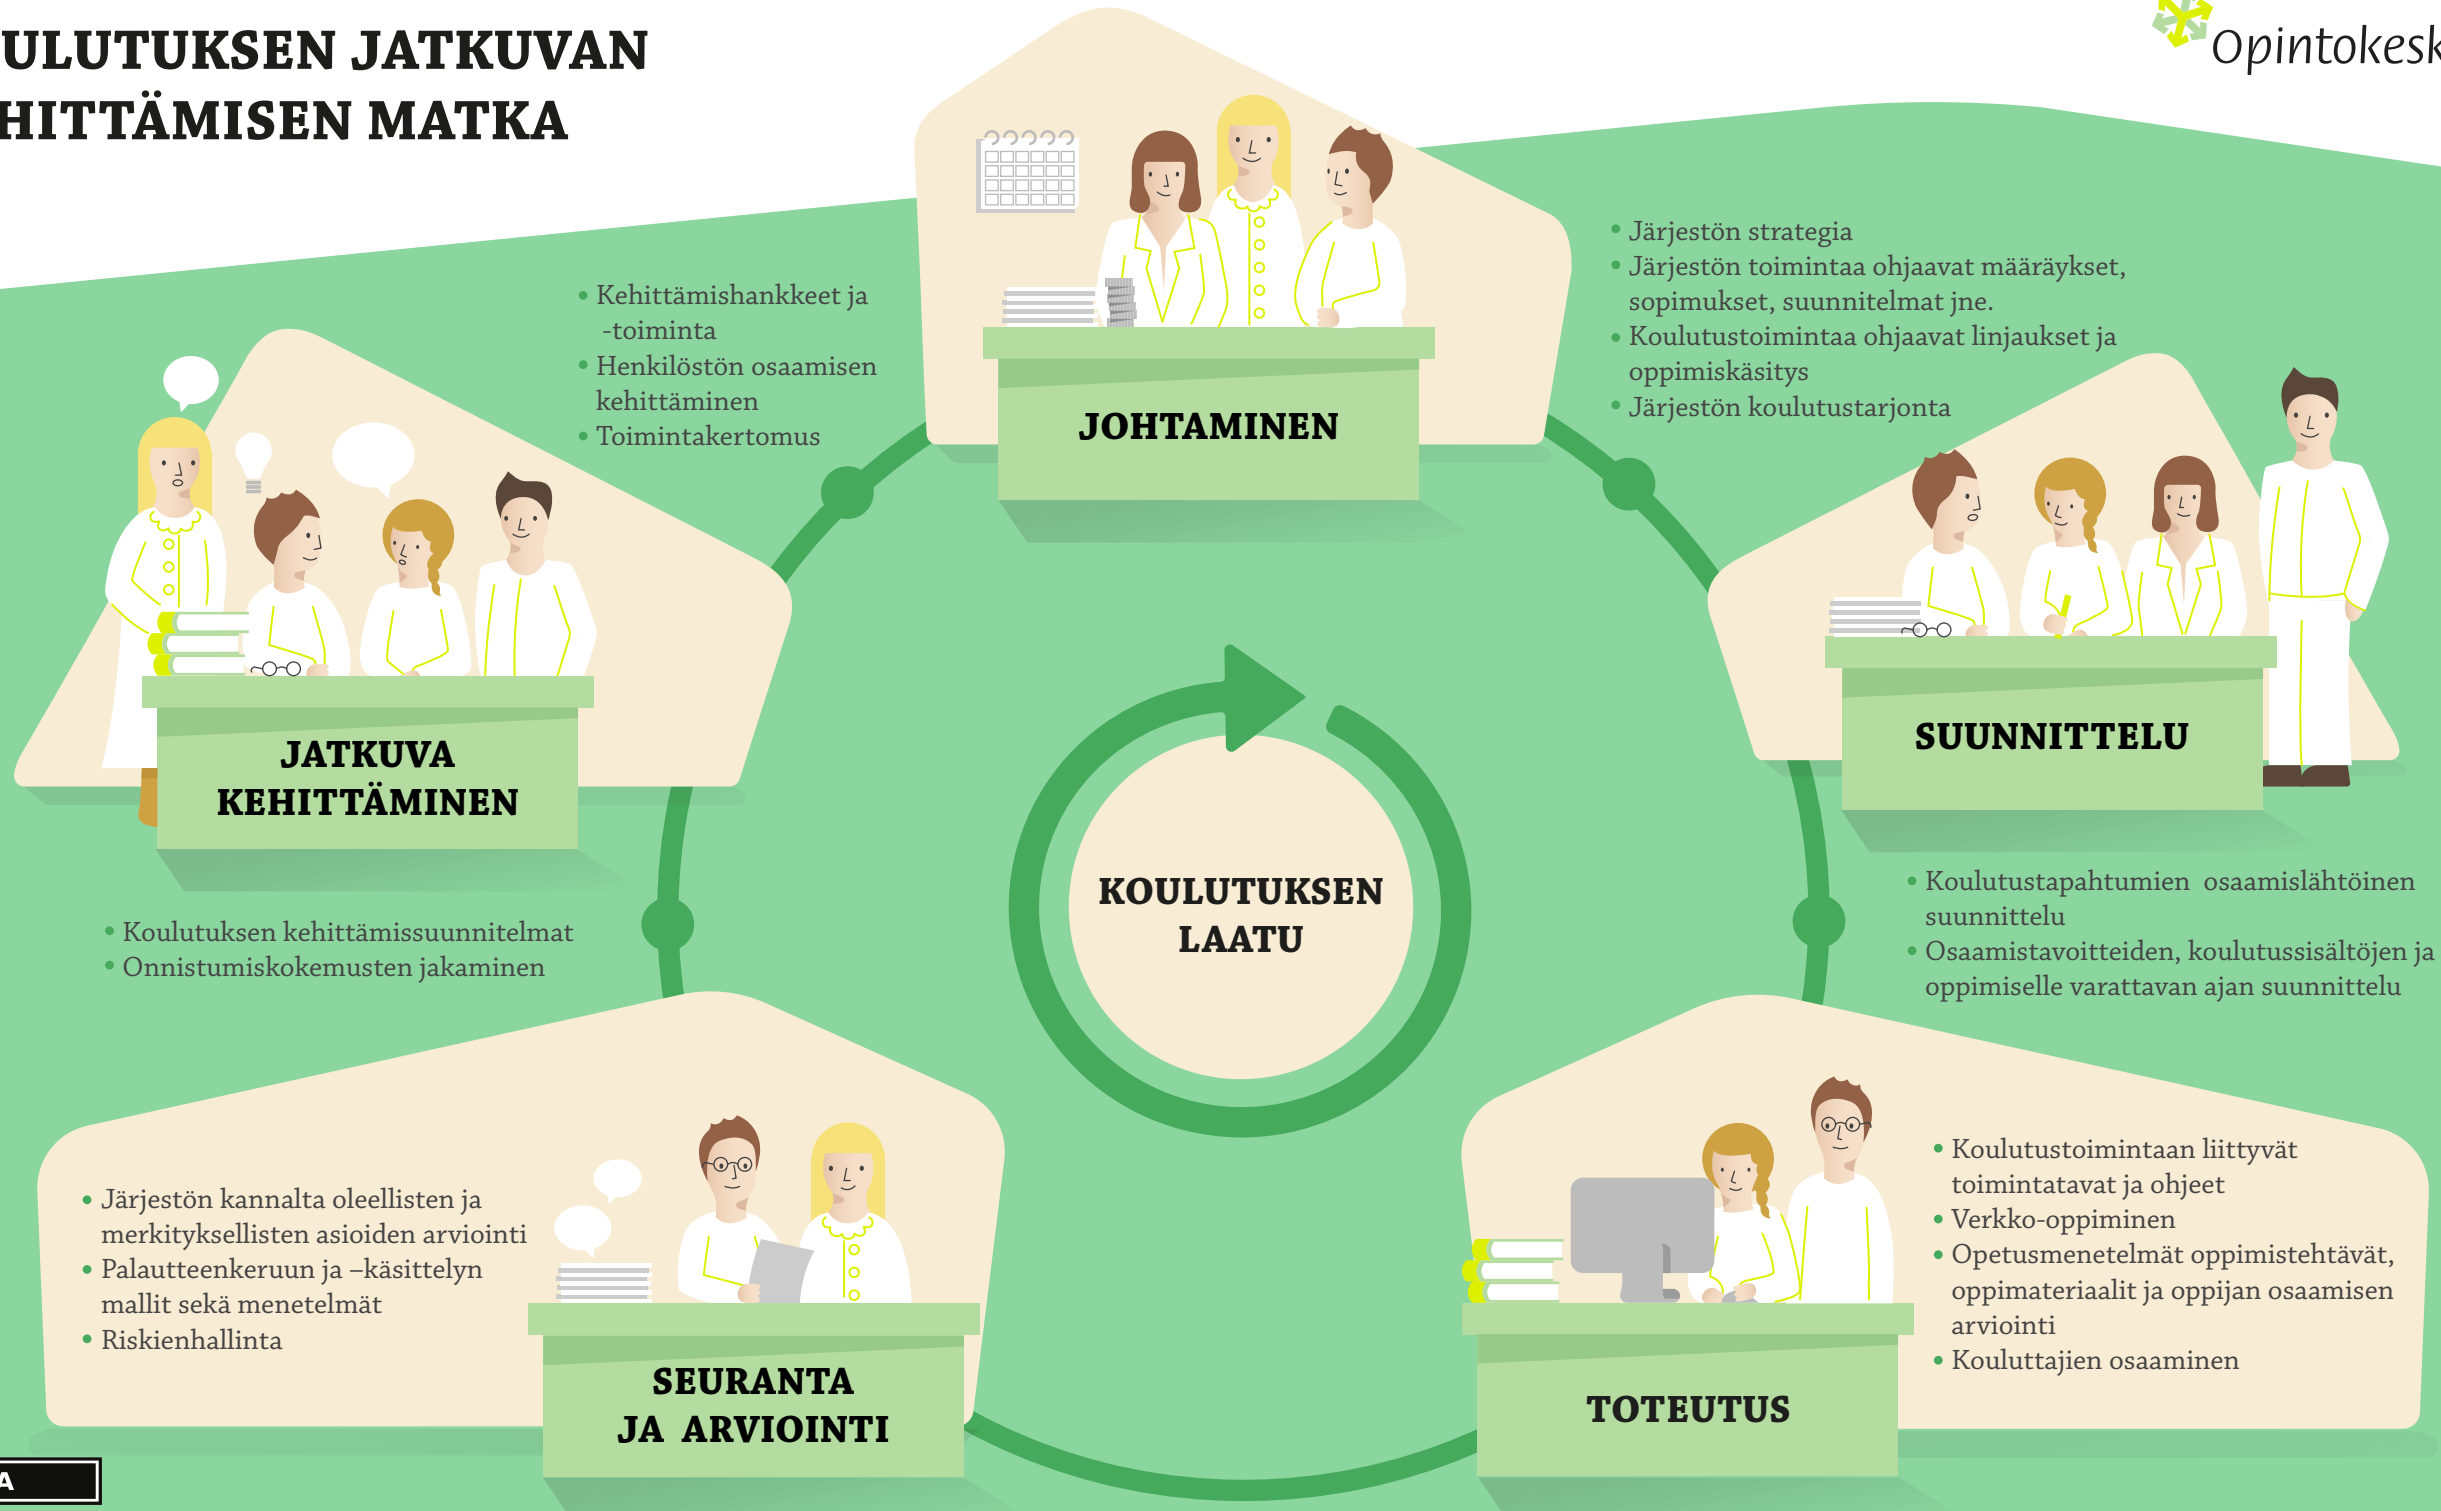 ULUTUKSEN JATKUVAN
HITTÄMISEN MATKA
Opintokesk
JOHTAMINEN
• Järjestön strategia
• Järjestön toimintaa ohjaavat määräykset,
sopimukset, suunnitelmat jne.
• Koulutustoimintaa ohjaavat linjaukset ja
oppimiskäsitys
• Järjestön koulutustarjonta
SUUNNITTELU
• Koulutustapahtumien osaamislähtöinen
suunnittelu
• Osaamistavoitteiden, koulutussisältöjen ja
oppimiselle varattavan ajan suunnittelu
TOTEUTUS
• Koulutustoimintaan liittyvät
toimintatavat ja ohjeet
• Verkko-oppiminen
• Opetusmenetelmät oppimistehtävät,
oppimateriaalit ja oppijan osaamisen
arviointi
• Kouluttajien osaaminen
SEURANTA
JA ARVIOINTI
• Järjestön kannalta oleellisten ja
merkityksellisten asioiden arviointi
• Palautteenkeruun ja –käsittelyn
mallit sekä menetelmät
• Riskienhallinta
JATKUVA
KEHITTÄMINEN
• Koulutuksen kehittämissuunnitelmat
• Onnistumiskokemusten jakaminen
• Kehittämishankkeet ja
-toiminta
• Henkilöstön osaamisen
kehittäminen
• Toimintakertomus
KOULUTUKSEN
LAATU
A